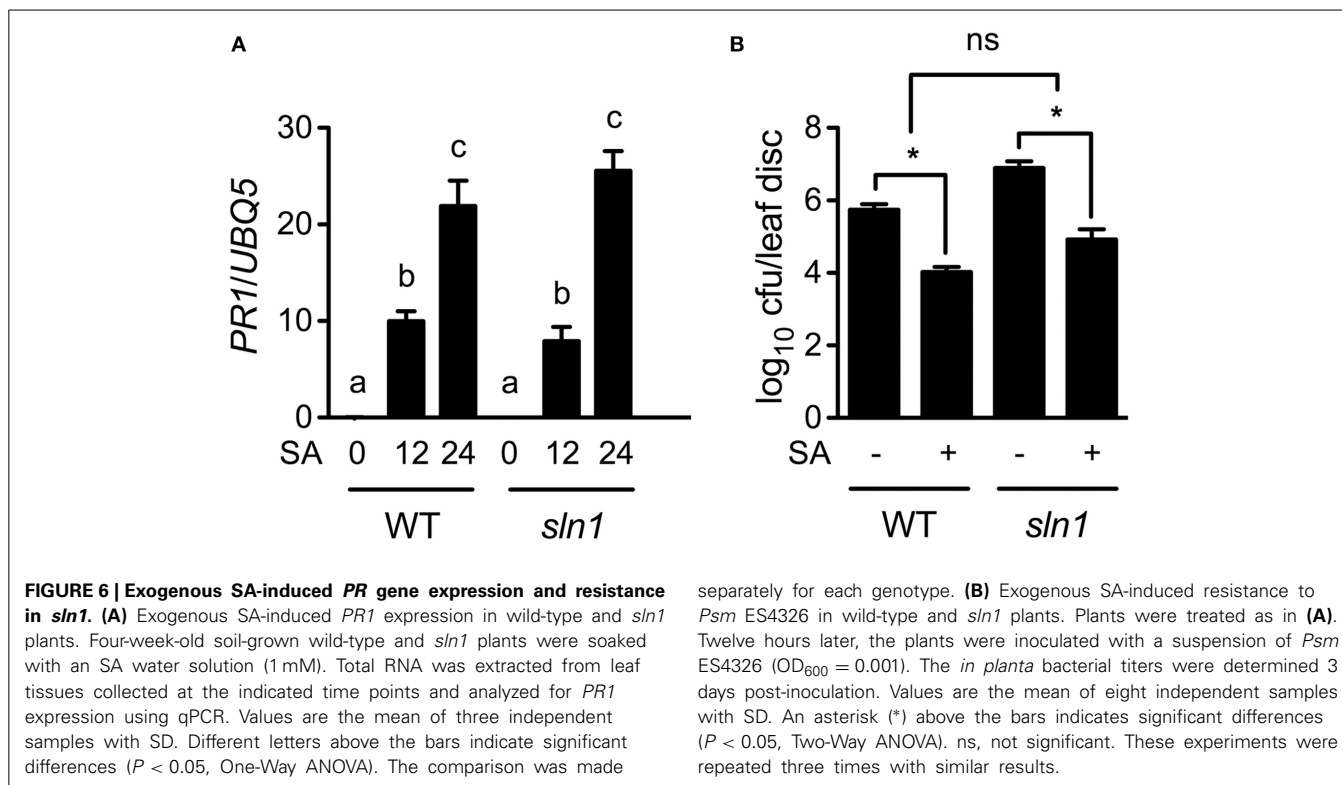 A
30
20
10
0
PR1/UBQ5
a
b
c
a
b
c
SA 0 12 24 0 12 24
WT sln1
B
ns
* *
8
6
4
2
0
log10 cfu/leaf disc
SA - + - +
WT sln1
FIGURE 6 | Exogenous SA-induced PR gene expression and resistance
in sln1. (A) Exogenous SA-induced PR1 expression in wild-type and sln1
plants. Four-week-old soil-grown wild-type and sln1 plants were soaked
with an SA water solution (1 mM). Total RNA was extracted from leaf
tissues collected at the indicated time points and analyzed for PR1
expression using qPCR. Values are the mean of three independent
samples with SD. Different letters above the bars indicate significant
differences (P < 0.05, One-Way ANOVA). The comparison was made
separately for each genotype. (B) Exogenous SA-induced resistance to
Psm ES4326 in wild-type and sln1 plants. Plants were treated as in (A).
Twelve hours later, the plants were inoculated with a suspension of Psm
ES4326 (OD600 = 0.001). The in planta bacterial titers were determined 3
days post-inoculation. Values are the mean of eight independent samples
with SD. An asterisk (*) above the bars indicates significant differences
(P < 0.05, Two-Way ANOVA). ns, not significant. These experiments were
repeated three times with similar results.